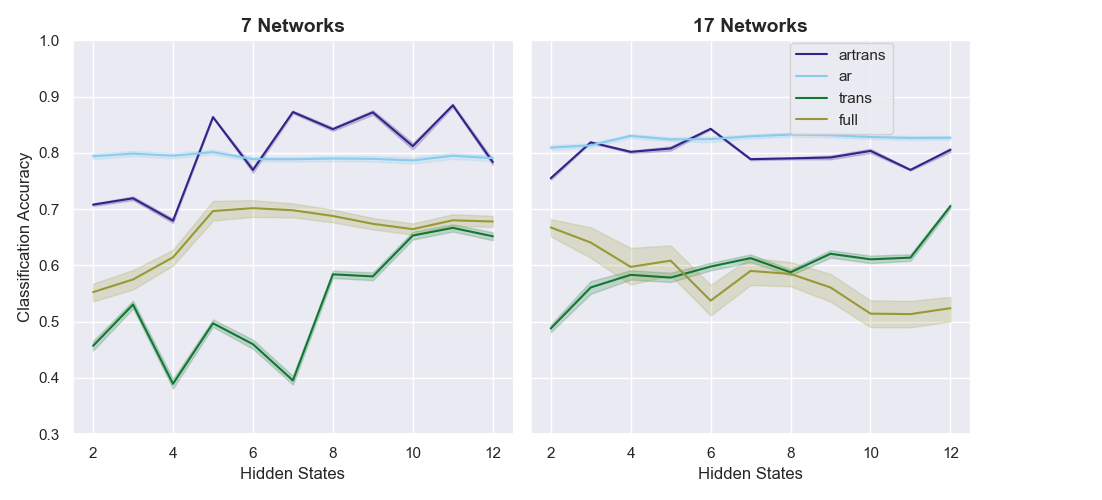 7 Networks
17 Networks
Classification Accuracy
1.0
0.9
0.8
0.7
0.6
0.5
0.4
0.3
2 4 6 8 10 12
Hidden States
artrans
ar
trans
full
2 4 6 8 10 12
Hidden States